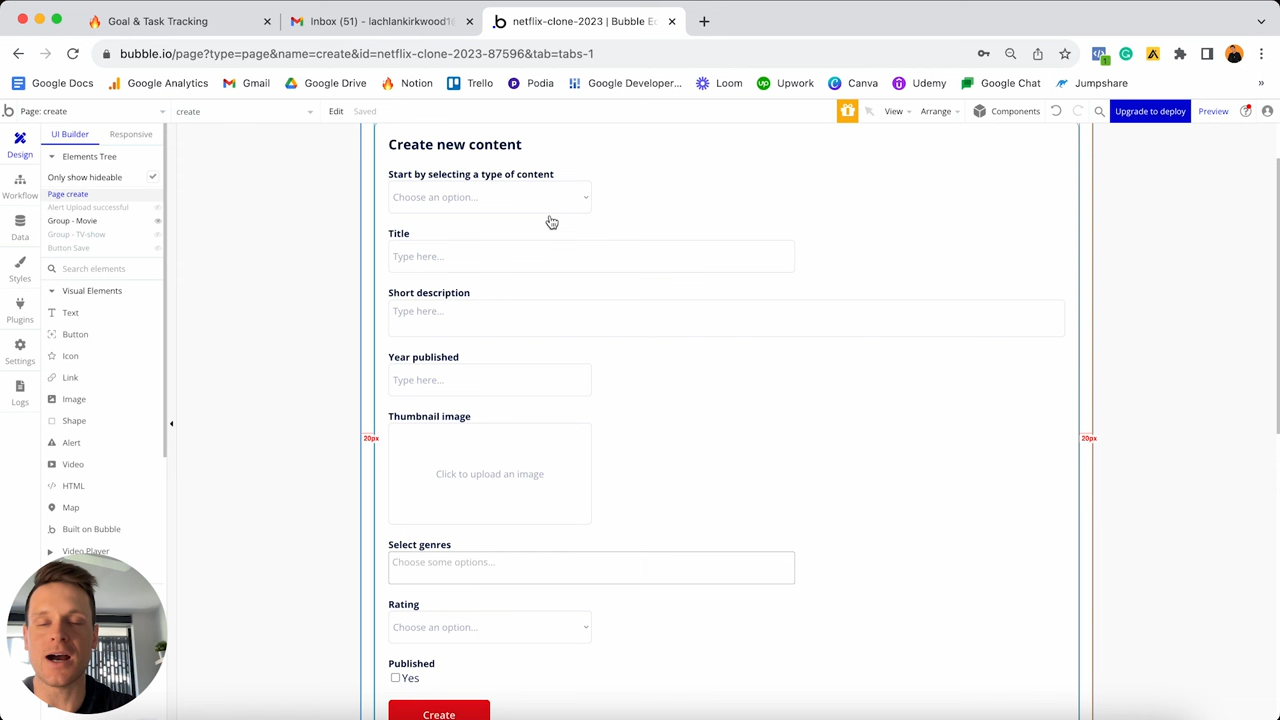 Goal & Task Tracking
Inbox (51) - lachlankirkwood18
netflix-clone-2023 | Bubble Ec
bubble.io/page?type=page&name=create&id=netflix-clone-2023-87596&tab=tabs-1
Google Docs
Google Analytics
Gmail
Google Drive
Notion
Trello
Podia
Google Developer...
Loom
Upwork
Canva
Udemy
Google Chat
Jumpshare
»
Page: create
create
Edit
Saved
View
Arrange
Components
Upgrade to deploy
Preview
Design
Workflow
Data
Styles
Plugins
Settings
Logs
UI Builder
Responsive
Elements Tree
Only show hideable
Page create
Alert Upload successful
Group - Movie
Group - TV-show
Button Save
Search elements
Visual Elements
Text
Button
Icon
Link
Image
Shape
Alert
Video
HTML
Map
Built on Bubble
Video Player
Create new content
Start by selecting a type of content
Choose an option...
Title
Type here...
Short description
Type here...
Year published
Type here...
Thumbnail image
Click to upload an image
Select genres
Choose some options...
Rating
Choose an option...
Published
Yes
Create
20px
20px